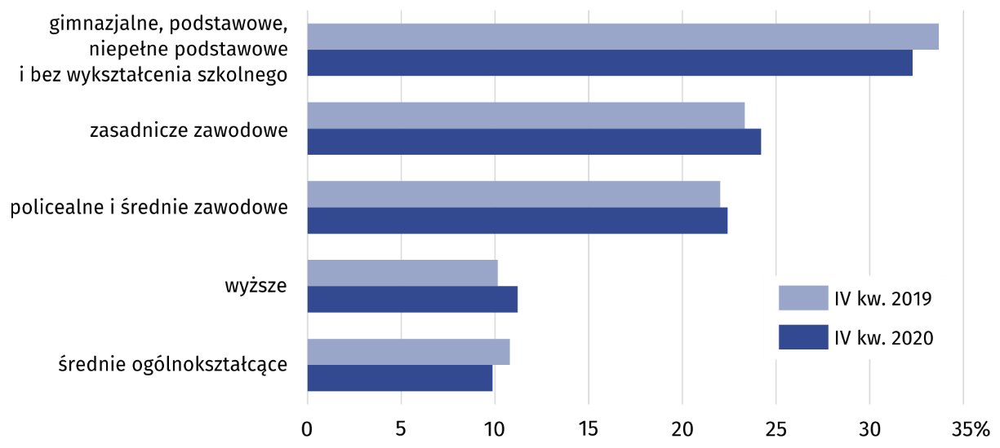 gimnazjalne, podstawowe,
niepełne podstawowe
i bez wykształcenia szkolnego
zasadnicze zawodowe
policealne i średnie zawodowe
wyższe
średnie ogólnokształcące
IV kw. 2019
IV kw. 2020
0 5 10 15 20 25 30 35%